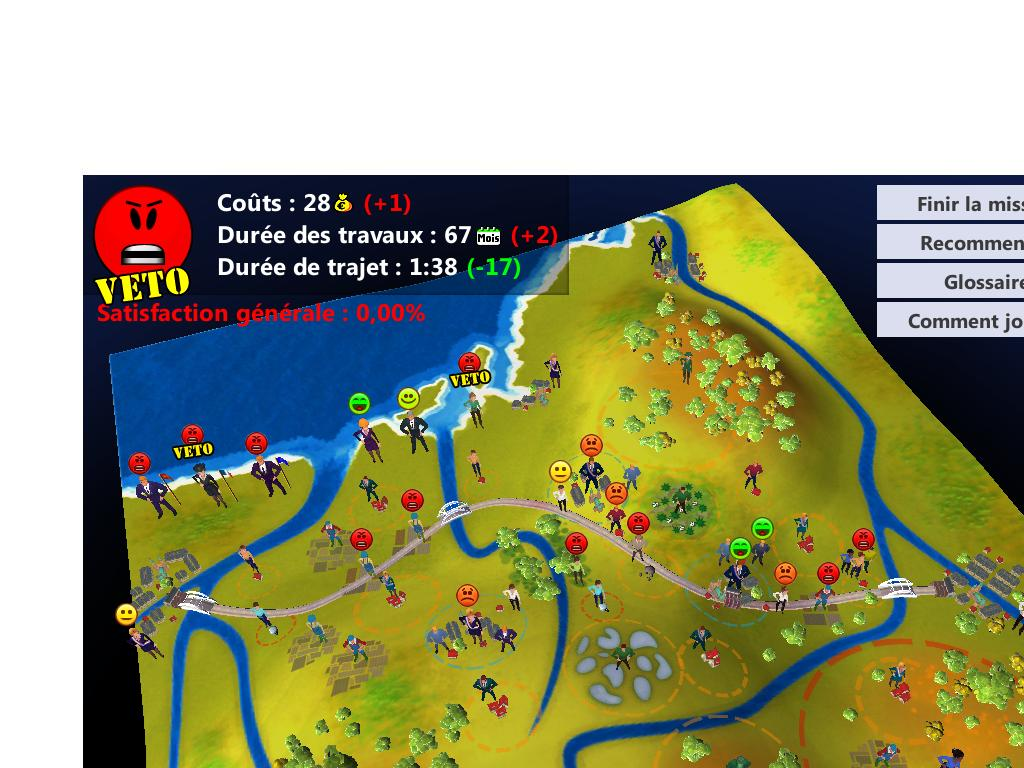 Coûts : 28 (+1)
Durée des travaux : 67 Mois (+2)
Durée de trajet : 1:38 (-17)
VETO
Satisfaction générale : 0,00%
Finir la miss
Recommen
Glossaire
Comment jo
VETO
VETO